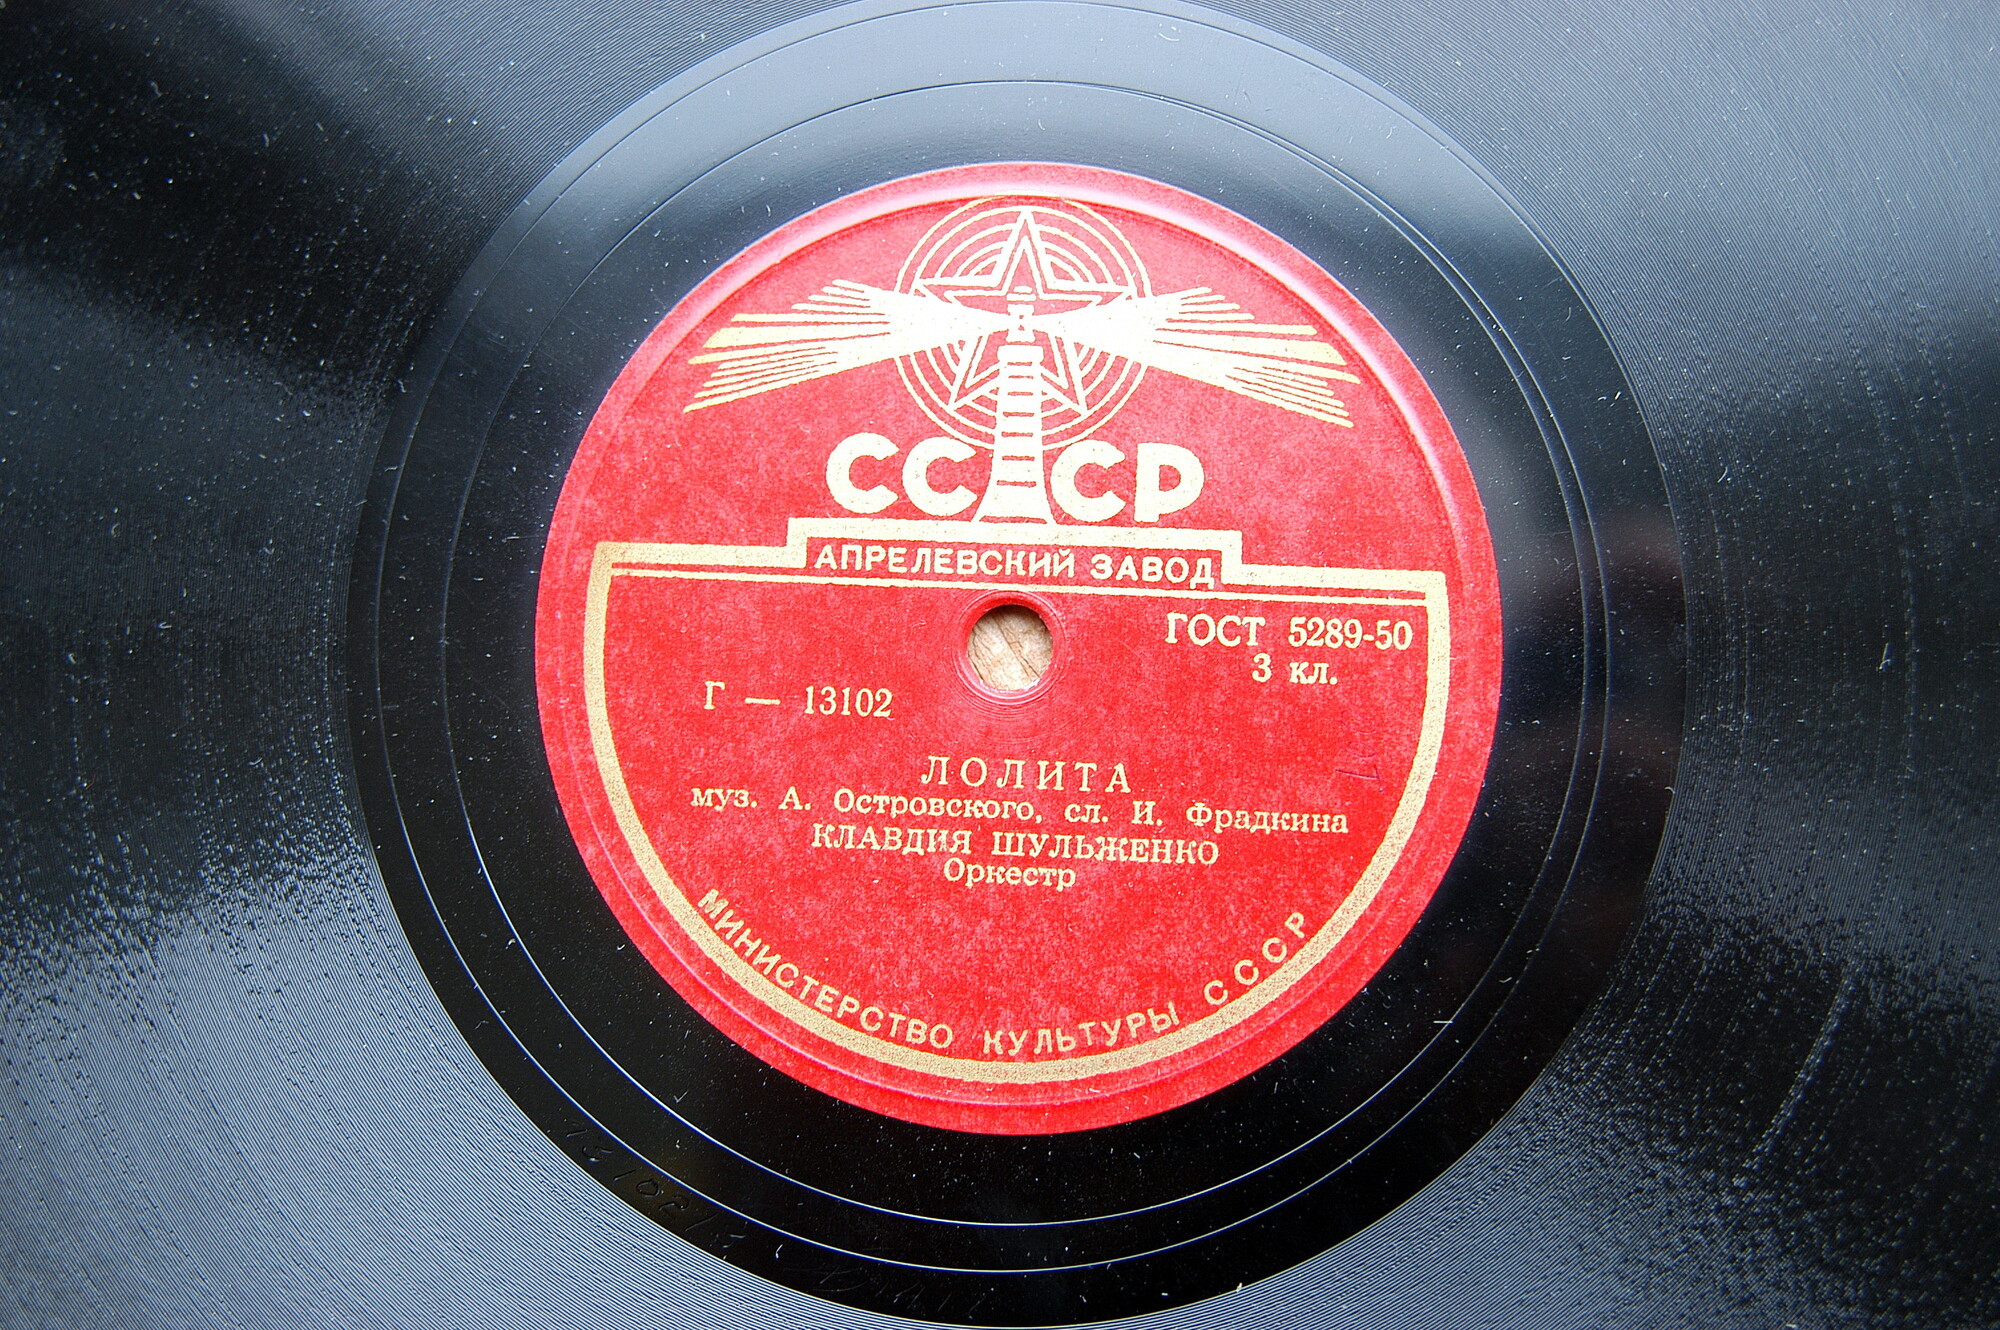 СССР
АПРЕЛЕВСКИЙ ЗАВОД
ГОСТ 5289-50
3 кл.
Г — 13102
ЛОЛИТА
муз. А. Островского, сл. И. Фрадкина
КЛАВДИЯ ШУЛЬЖЕНКО
Оркестр
МИНИСТЕРСТВО КУЛЬТУРЫ СССР